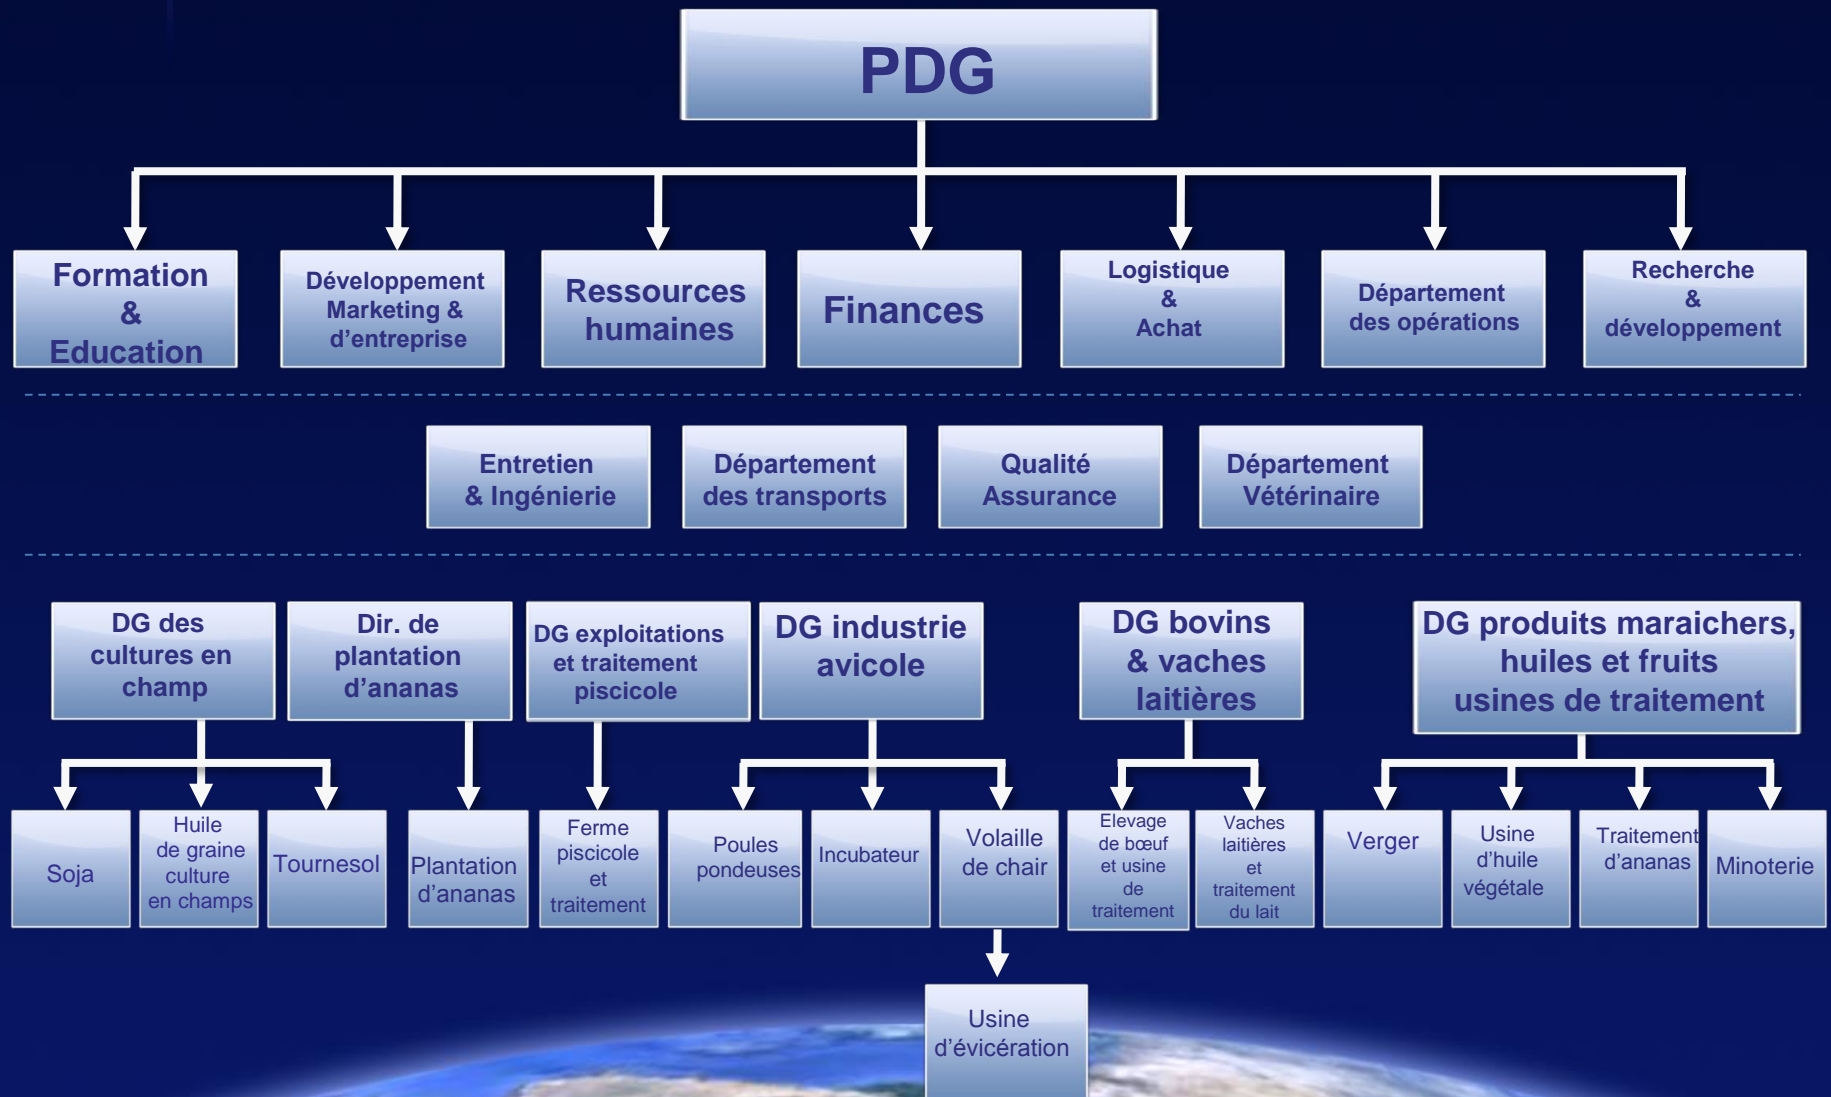 PDG
Formation
&
Education
Développement
Marketing &
d’entreprise
Ressources
humaines
Finances
Logistique
&
Achat
Département
des opérations
Recherche
&
développement
Entretien
& Ingénierie
Département
des transports
Qualité
Assurance
Département
Vétérinaire
DG des
cultures en
champ
Dir. de
plantation
d’ananas
DG exploitations
et traitement
piscicole
DG industrie
avicole
DG bovins
& vaches
laitières
DG produits maraichers,
huiles et fruits
usines de traitement
Soja
Huile
de graine
culture
en champs
Tournesol
Plantation
d’ananas
Ferme
piscicole
et
traitement
Poules
pondeuses
Incubateur
Volaille
de chair
Elevage
de bœuf
et usine
de
traitement
Vaches
laitières
et
traitement
du lait
Verger
Usine
d’huile
végétale
Traitement
d’ananas
Minoterie
Usine
d’évicération